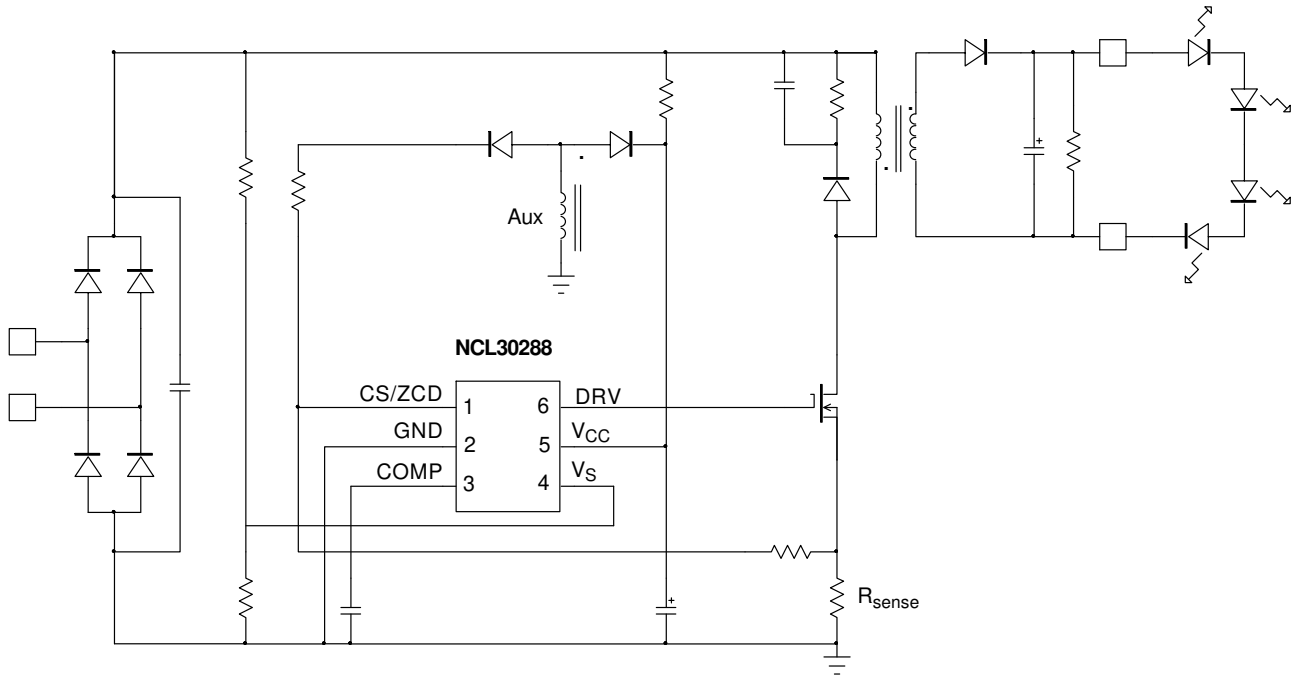 Aux
NCL30288
CS/ZCD 1 6 DRV
GND 2 5 VCC
COMP 3 4 VS
+
+
Rsense